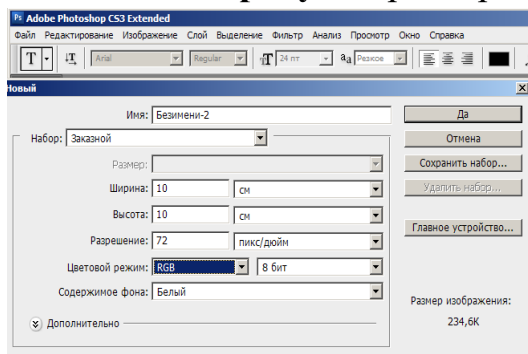 Ps Adobe Photoshop CS3 Extended
Файл Редактирование Изображение Слой Выделение Фильтр Анализ Просмотр Окно Справка
T T Arial Regular T 24 пт aa Резкое
Новый
Имя: Безимени-2
Да
Набор: Заказной
Отмена
Размер:
Сохранить набор...
Ширина: 10 см
Удалить набор...
Высота: 10 см
Разрешение: 72 пикс/дюйм
Главное устройство...
Цветовой режим: RGB 8 бит
Содержимое фона: Белый
Размер изображения:
Дополнительно
234,6K